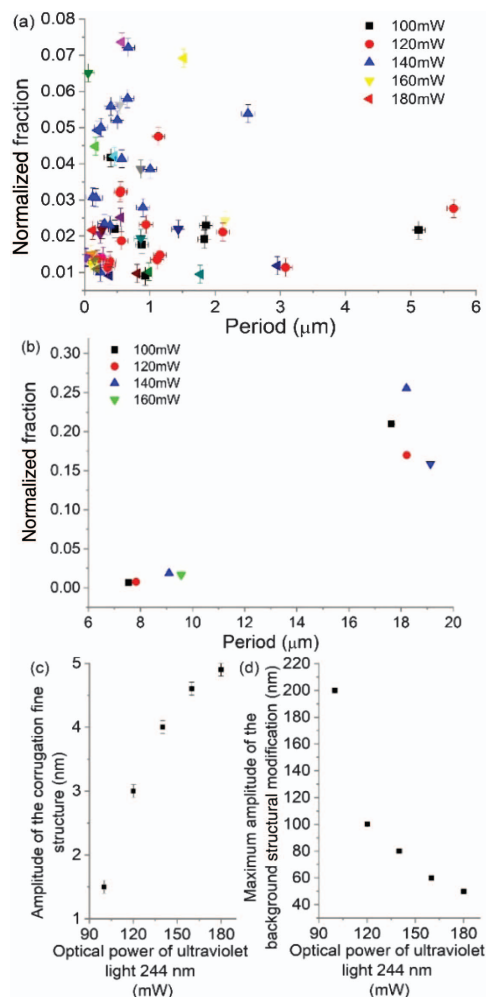 (a)
0.08
0.07
0.06
0.05
0.04
0.03
0.02
0.01
Normalized fraction
100mW
120mW
140mW
160mW
180mW
0 1 2 3 4 5 6
Period (μm)
(b)
0.30
0.25
0.20
0.15
0.10
0.05
0.00
Normalized fraction
100mW
120mW
140mW
160mW
6 8 10 12 14 16 18 20
Period (μm)
(c)
5
4
3
2
1
Amplitude of the corrugation fine
structure (nm)
90 120 150 180
Optical power of ultraviolet
light 244 nm
(mW)
(d)
220
200
180
160
140
120
100
80
60
40
Maximum amplitude of the
background structural modification (nm)
90 120 150 180
Optical power of ultraviolet
light 244 nm
(mW)